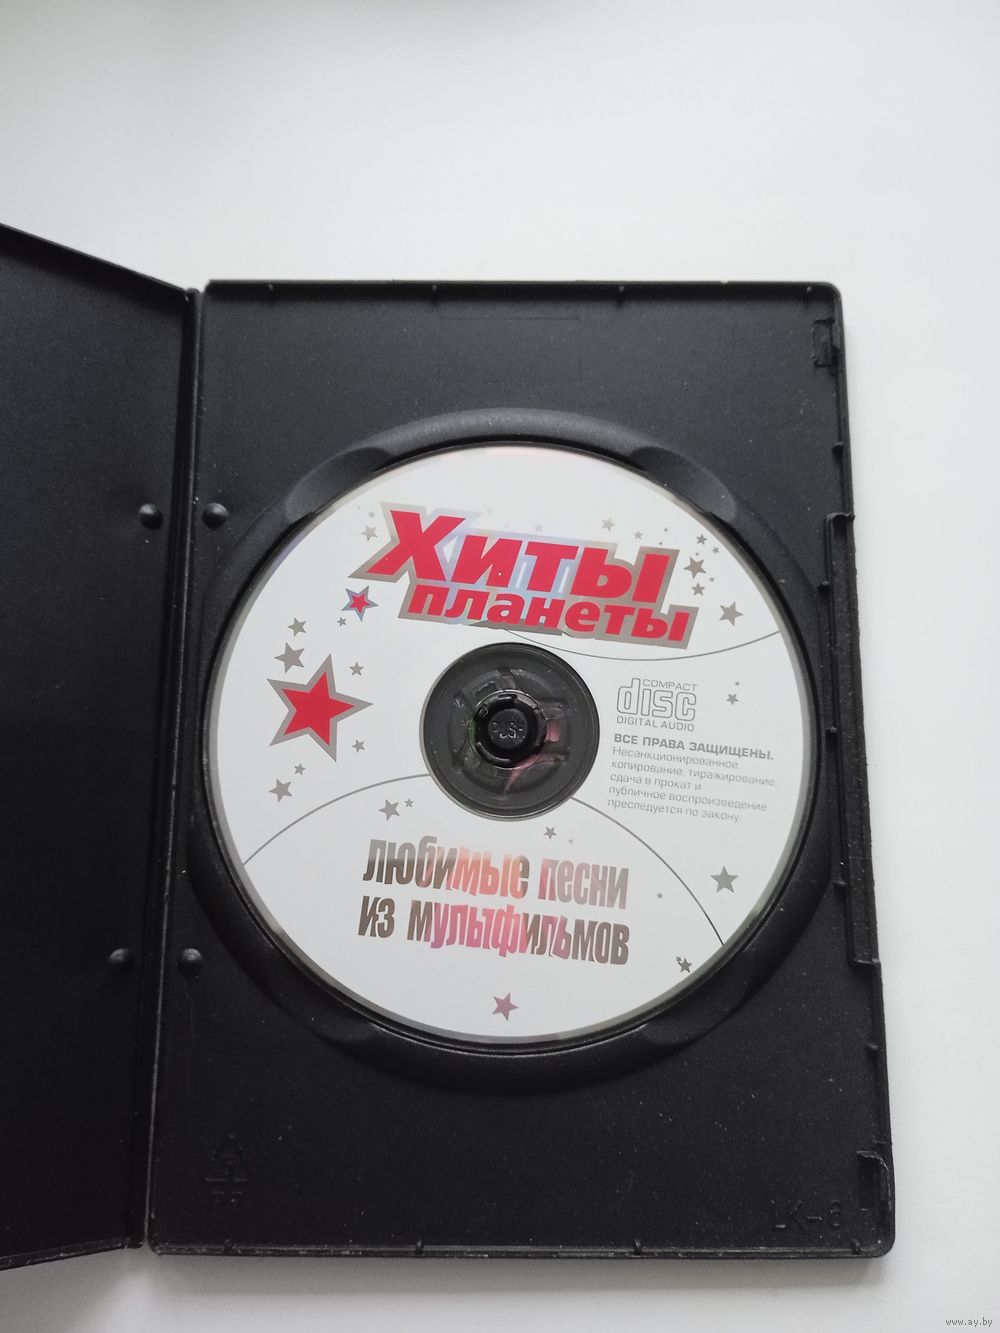 Хиты
планеты
COMPACT
disc
DIGITAL AUDIO
ВСЕ ПРАВА ЗАЩИЩЕНЫ.
Несанкционированное
копирование, тиражирование,
сдача в прокат и
публичное воспроизведение
преследуется по закону.
PUSH
любимые песни
из мультфильмов
www.ay.by